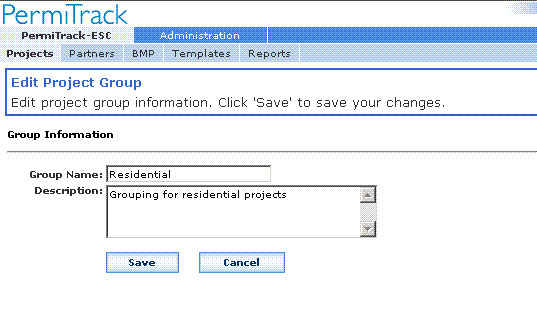 PermiTrack
PermiTrack-ESC Administration
Projects Partners BMP Templates Reports
Edit Project Group
Edit project group information. Click 'Save' to save your changes.
Group Information
Group Name: Residential
Description: Grouping for residential projects
Save Cancel